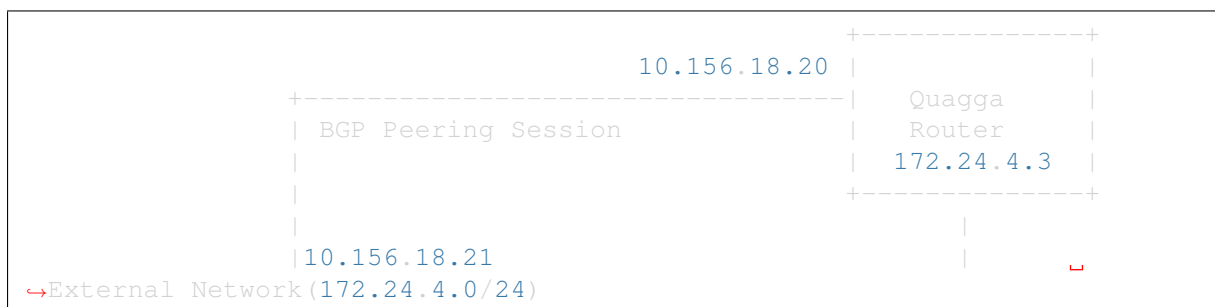 +---------------+
                                       10.156.18.20 |               |
                 +----------------------------------|   Quagga      |
                 | BGP Peering Session              |   Router      |
                 |                                  |  172.24.4.3  |
                 |                                  +---------------+
                 |                                         |
                 |10.156.18.21                             |      ␣
↪External Network(172.24.4.0/24)